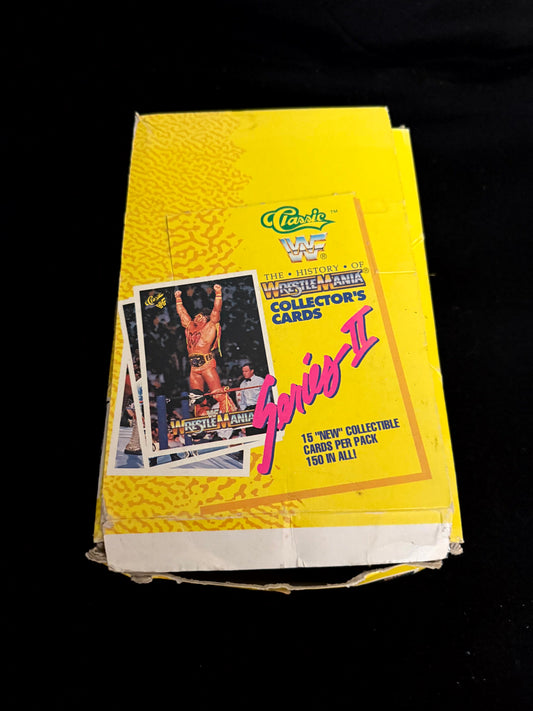 Classic™
WF®
THE • HISTORY • OF
WRESTLEMANIA®
COLLECTOR'S
CARDS
Classic
WRESTLEMANIA
Series II
15 "NEW" COLLECTIBLE
CARDS PER PACK
150 IN ALL!